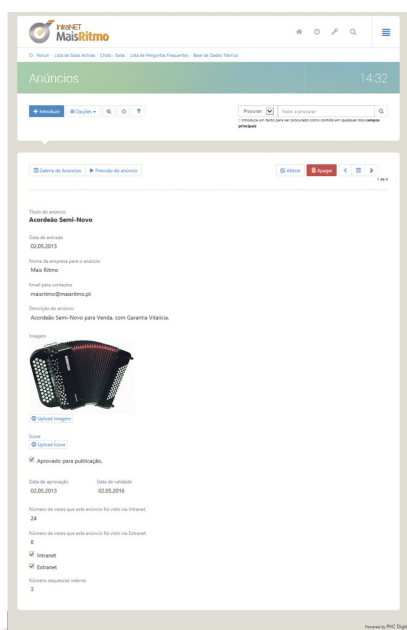 intraNET
MaisRitmo
Forum Lista de Salas Activas Chats - Salas Lista de Perguntas Frequentes Base de Dados Técnica
Anúncios
14:32
Introduzir Opções
Procurar: Valor a procurar
Introduza um texto para ser procurado como contido em qualquer dos campos
principais
Galeria de Anúncios Previsão do anúncio
Alterar Apagar
1 de 4
Título do anúncio
Acordeão Semi-Novo
Data de entrada
02.05.2013
Nome da empresa para o anúncio
Mais Ritmo
Email para contactos
maisritmo@maisritmo.pt
Descrição do anúncio
Acordeão Semi-Novo para Venda, com Garantia Vitalícia.
Imagem
Upload Imagem
Ícone
Upload Ícone
Aprovado para publicação.
Data de aprovação Data de validade
02.05.2013 02.05.2016
Número de vezes que este anúncio foi visto via Intranet.
24
Número de vezes que este anúncio foi visto via Extranet.
6
Intranet
Extranet
Número sequencial interno
3
Powered by PHC Digit